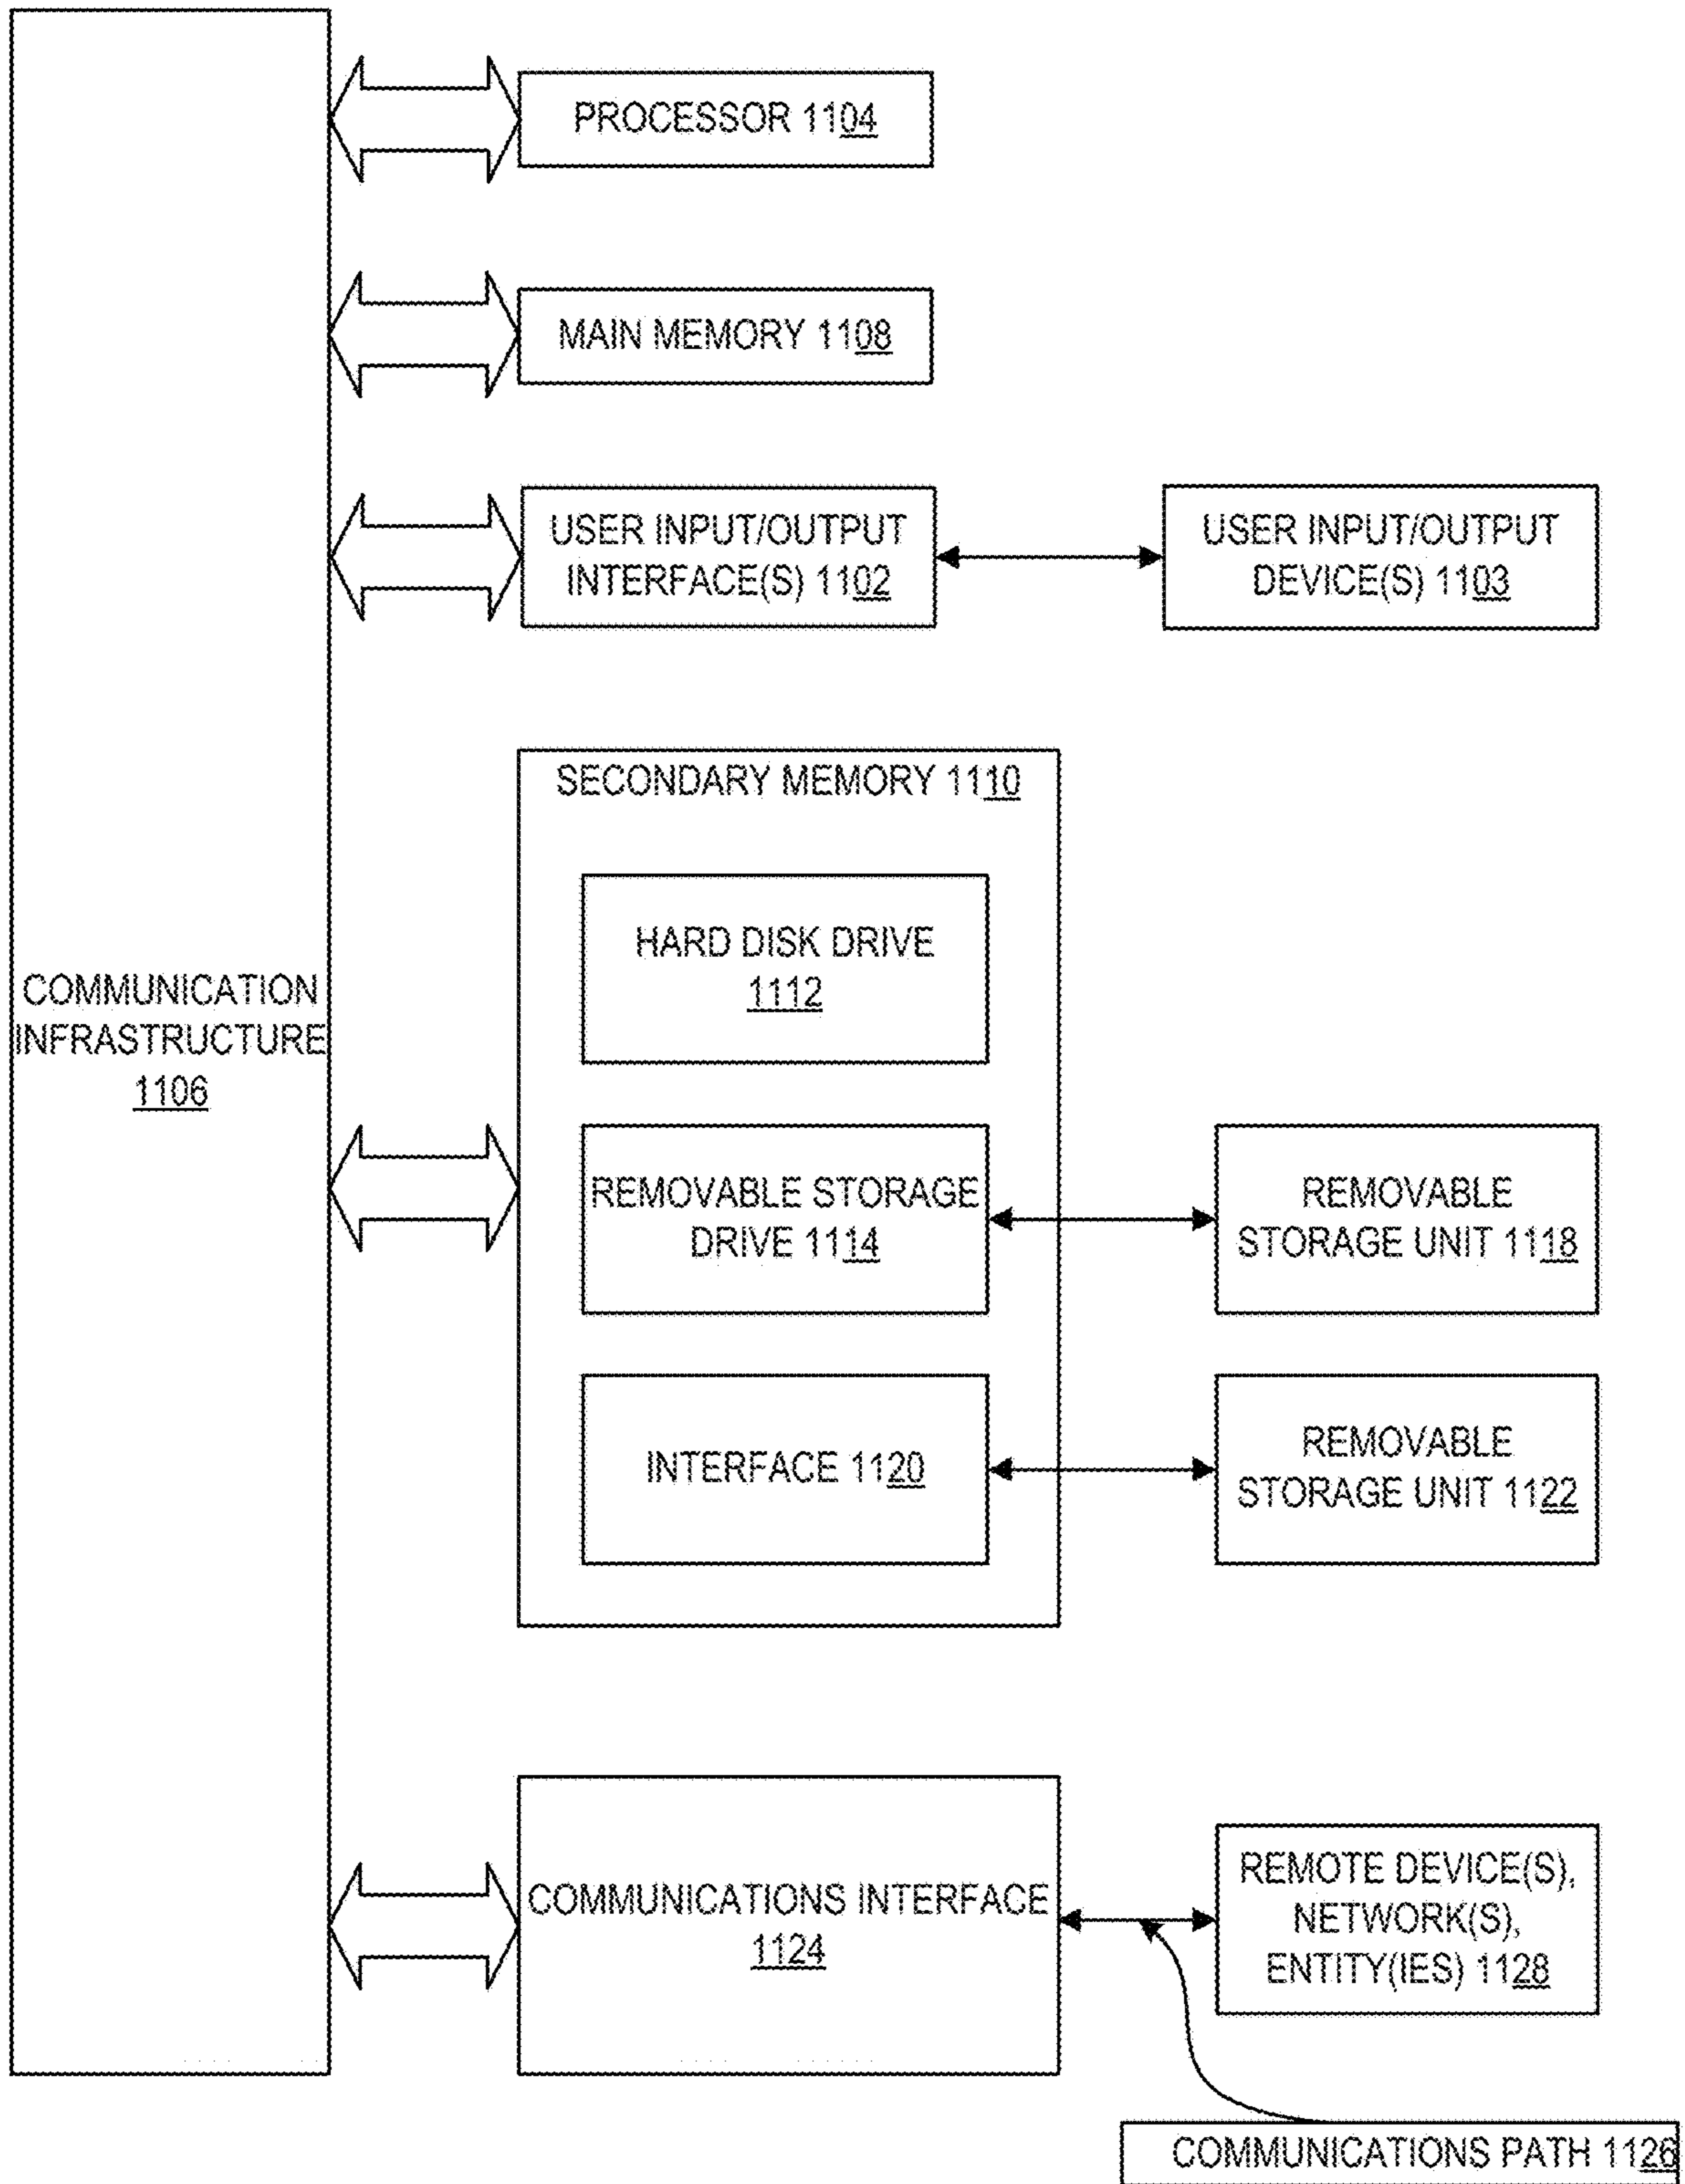 PROCESSOR 1104
MAIN MEMORY 1108
USER INPUT/OUTPUT
INTERFACE(S) 1102
USER INPUT/OUTPUT
DEVICE(S) 1103
SECONDARY MEMORY 1110
HARD DISK DRIVE
1112
COMMUNICATION
INFRASTRUCTURE
1106
REMOVABLE STORAGE
DRIVE 1114
REMOVABLE
STORAGE UNIT 1118
INTERFACE 1120
REMOVABLE
STORAGE UNIT 1122
COMMUNICATIONS INTERFACE
1124
REMOTE DEVICE(S),
NETWORK(S),
ENTITY(IES) 1128
COMMUNICATIONS PATH 1126